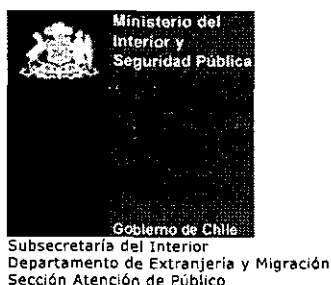 Ministerio del
Interior y
Seguridad Pública
Gobierno de Chile
Subsecretaría del Interior
Departamento de Extranjería y Migración
Sección Atención de Público